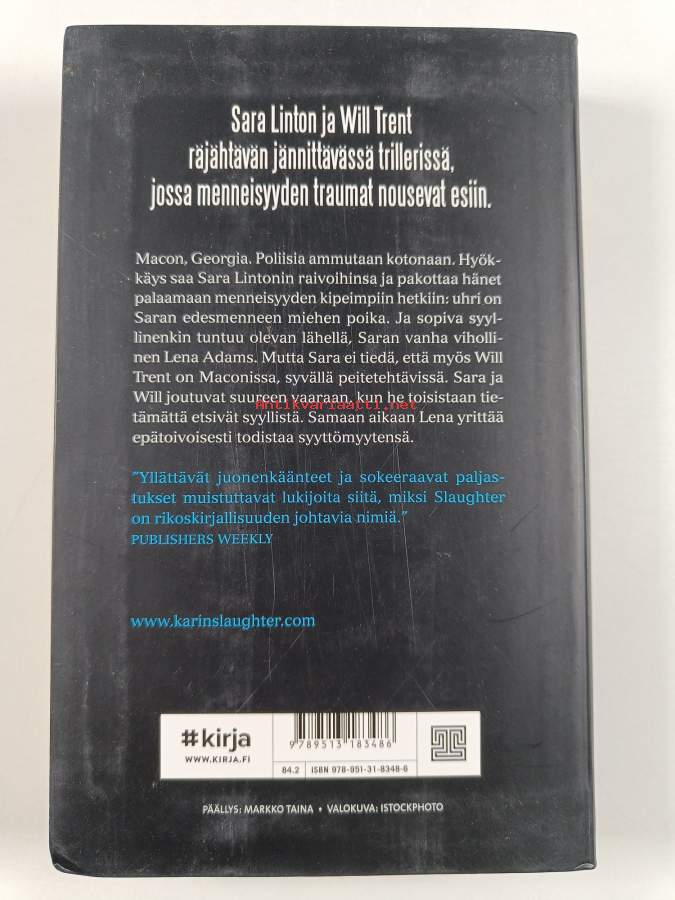 Sara Linton ja Will Trent
räjähtävän jännittävässä trillerissä,
jossa menneisyyden traumat nousevat esiin.
Macon, Georgia. Poliisia ammutaan kotonaan. Hyök-
käys saa Sara Lintonin raivoihinsa ja pakottaa hänet
palaamaan menneisyyden kipeimpiin hetkiin: uhri on
Saran edesmenneen miehen poika. Ja sopiva syyl-
linenkin tuntuu olevan lähellä, Saran vanha vihollinen
nen Lena Adams. Mutta Sara ei tiedä, että myös Will
Trent on Maconissa, syvällä peitetehtävissä. Sara ja
Will joutuvat suureen vaaraan, kun he toisistaan tie-
Antikvariaatti.net
tämättä etsivät syyllistä. Samaan aikaan Lena yrittää
epätoivoisesti todistaa syyttömyytensä.
"Yllättävät juonenkäänteet ja sokeeraavat paljas-
tukset muistuttavat lukijoita siitä, miksi Slaughter
on rikoskirjallisuuden johtavia nimiä."
PUBLISHERS WEEKLY
www.karinslaughter.com
#kirja
WWW.KIRJA.FI
9 789513 183486
84.2 ISBN 978-951-31-8348-6
PÄÄLLYS: MARKKO TAINA • VALOKUVA: ISTOCKPHOTO